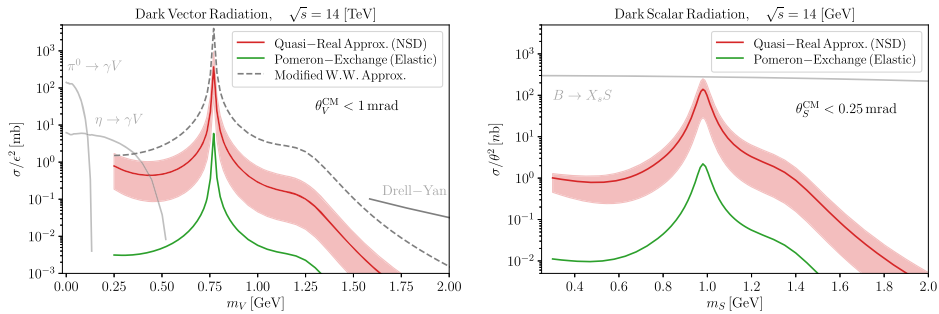 Dark Vector Radiation, √s = 14 [TeV]
σ/ϵ² [mb]
10³
10²
10¹
10⁰
10⁻¹
10⁻²
10⁻³
π⁰ → γV
η → γV
Quasi−Real Approx. (NSD)
Pomeron−Exchange (Elastic)
Modified W.W. Approx.
θ_V^CM < 1 mrad
Drell−Yan
0.00 0.25 0.50 0.75 1.00 1.25 1.50 1.75 2.00
m_V [GeV]
Dark Scalar Radiation, √s = 14 [GeV]
σ/θ² [nb]
10³
10²
10¹
10⁰
10⁻¹
10⁻²
Quasi−Real Approx. (NSD)
Pomeron−Exchange (Elastic)
B → X_sS
θ_S^CM < 0.25 mrad
0.4 0.6 0.8 1.0 1.2 1.4 1.6 1.8 2.0
m_S [GeV]